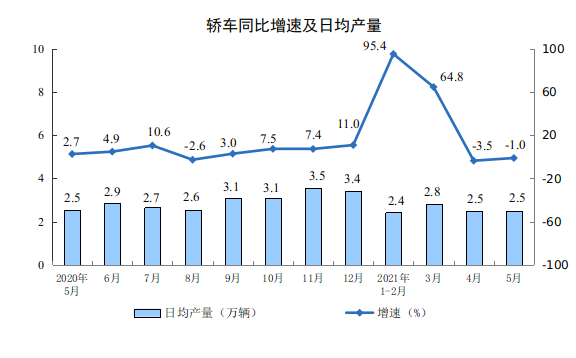 轿车同比增速及日均产量
10
8
6
4
2
0
100
60
20
-20
-60
-100
2.7
4.9
10.6
-2.6
3.0
7.5
7.4
11.0
95.4
64.8
-3.5
-1.0
2.5
2.9
2.7
2.6
3.1
3.1
3.5
3.4
2.4
2.8
2.5
2.5
2020年
5月
6月
7月
8月
9月
10月
11月
12月
2021年
1-2月
3月
4月
5月
日均产量（万辆）
增速（%）